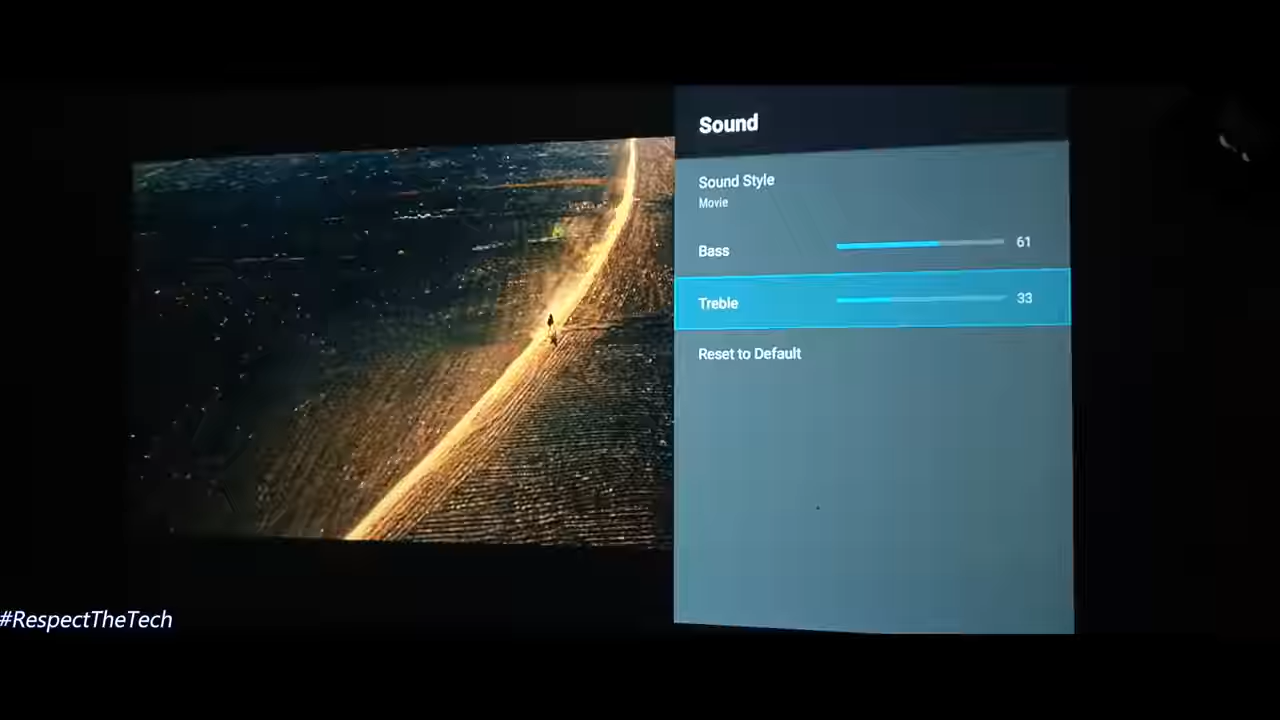 Sound
Sound Style
Movie
Bass
61
Treble
33
Reset to Default
#RespectTheTech